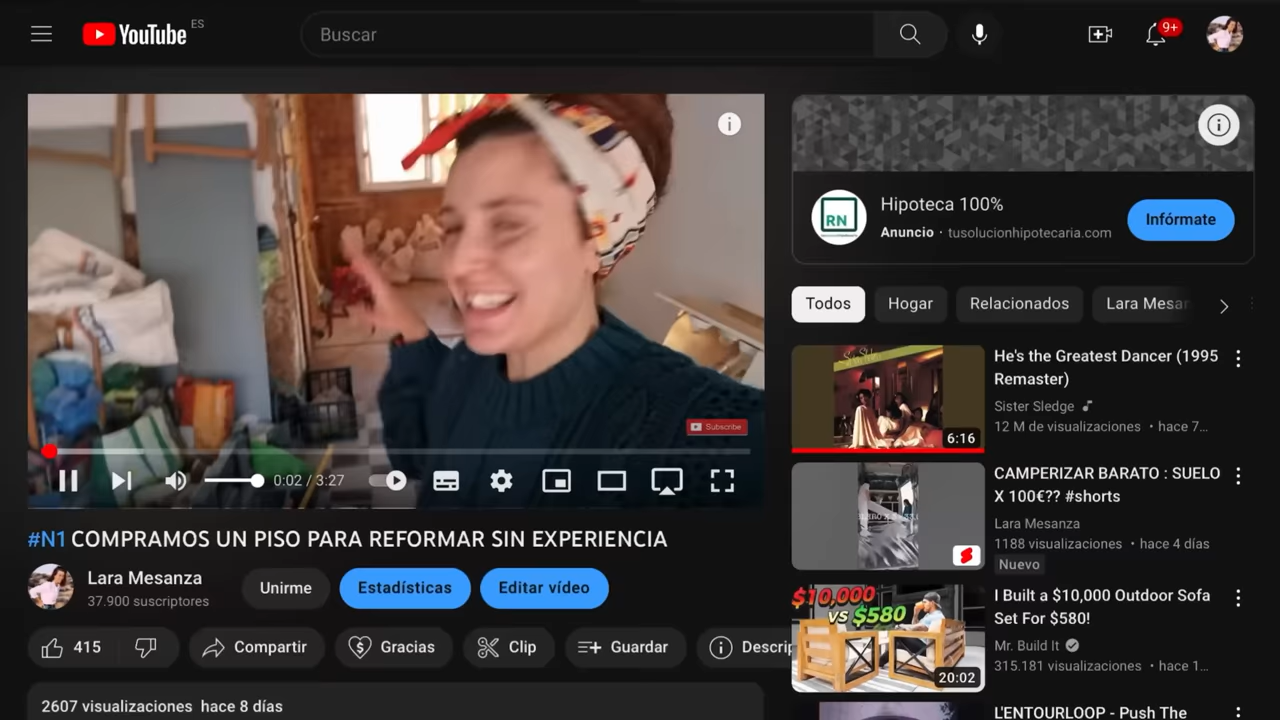 YouTube ES
Buscar
9+
Subscribe
0:02 / 3:27
#N1 COMPRAMOS UN PISO PARA REFORMAR SIN EXPERIENCIA
Lara Mesanza
37.900 suscriptores
Unirme
Estadísticas
Editar vídeo
415
Compartir
Gracias
Clip
Guardar
Descrip
2607 visualizaciones hace 8 días
RN
Hipoteca 100%
Anuncio · tusolucionhipotecaria.com
Infórmate
Todos
Hogar
Relacionados
Lara Mesar
6:16
He's the Greatest Dancer (1995
Remaster)
Sister Sledge
12 M de visualizaciones • hace 7...
CAMPERIZAR BARATO : SUELO
X 100€?? #shorts
Lara Mesanza
1188 visualizaciones • hace 4 días
Nuevo
$10,000
VS $580
20:02
I Built a $10,000 Outdoor Sofa
Set For $580!
Mr. Build It
315.181 visualizaciones • hace 1...
L'ENTOURLOOP - Push The